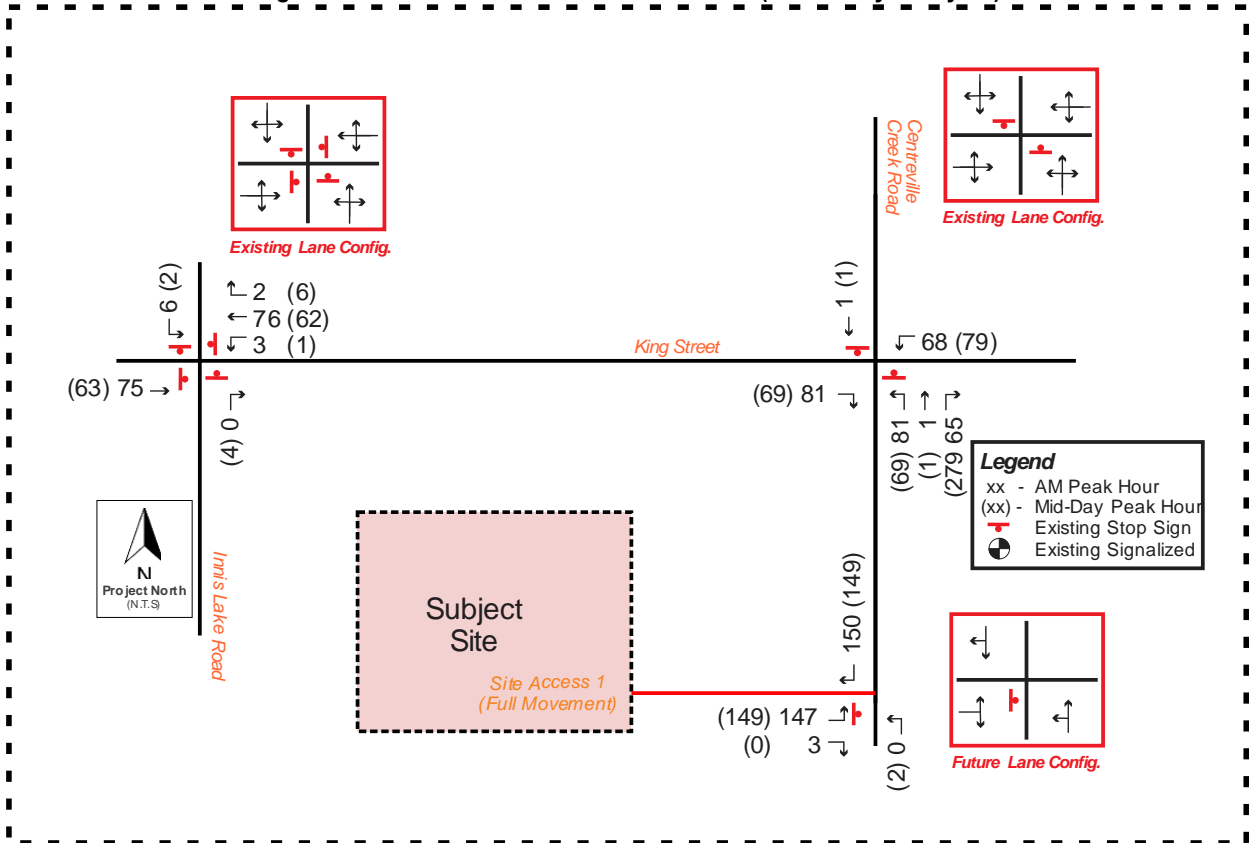 Existing Lane Config.
Existing Lane Config.
Centreville
Creek Road
6 (2)
2 (6)
76 (62)
3 (1)
King Street
1 (1)
68 (79)
(63) 75
(4) 0
(69) 81
(69) 81
(1) 1
(279 65
Legend
xx - AM Peak Hour
(xx) - Mid-Day Peak Hour
Existing Stop Sign
Existing Signalized
N
Project North
(N.T.S)
Innis Lake Road
Subject
Site
Site Access 1
(Full Movement)
150 (149)
(149) 147
(0) 3
(2) 0
Future Lane Config.